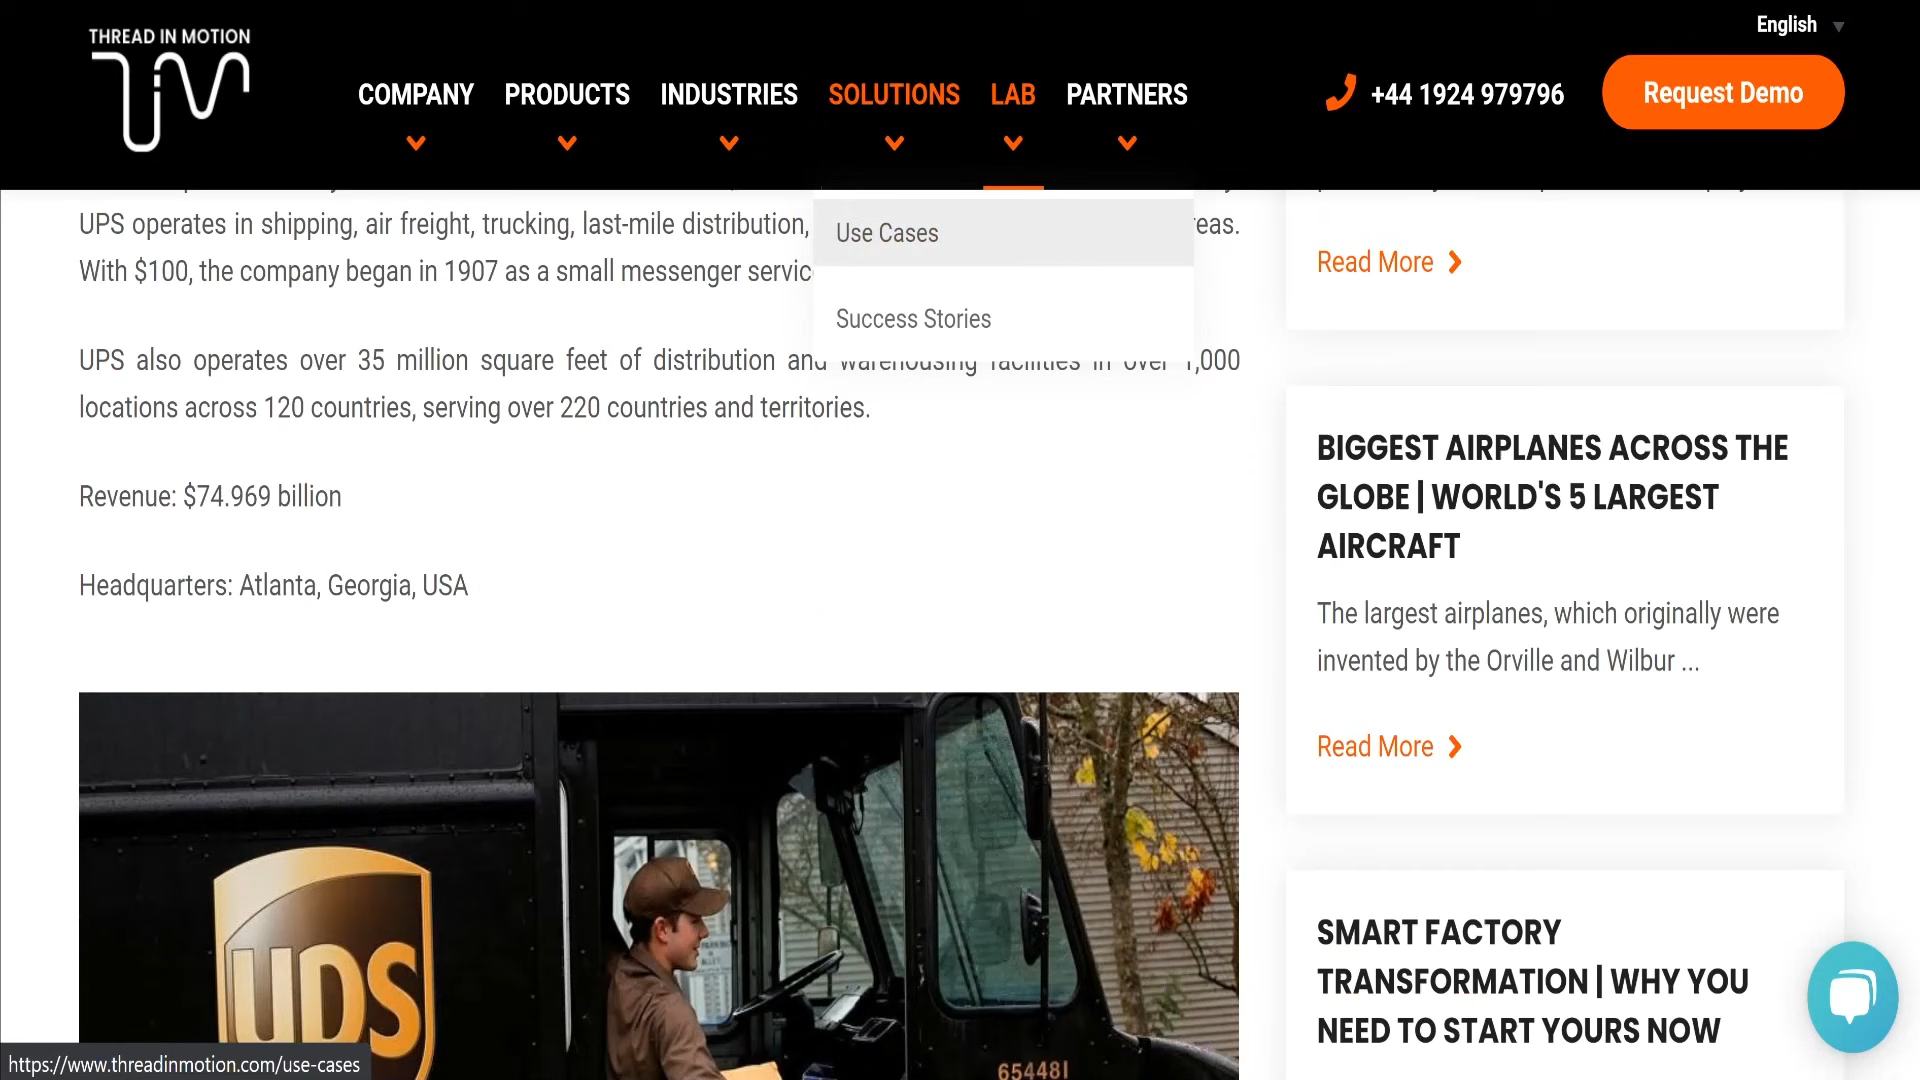 THREAD IN MOTION
English
COMPANY PRODUCTS INDUSTRIES SOLUTIONS LAB PARTNERS
+44 1924 979796
Request Demo
UPS operates in shipping, air freight, trucking, last-mile distribution,
With $100, the company began in 1907 as a small messenger servic
Use Cases
Success Stories
UPS also operates over 35 million square feet of distribution and warehousing facilities in over 1,000
locations across 120 countries, serving over 220 countries and territories.
Revenue: $74.969 billion
Headquarters: Atlanta, Georgia, USA
ups
654481
Read More
BIGGEST AIRPLANES ACROSS THE
GLOBE | WORLD'S 5 LARGEST
AIRCRAFT
The largest airplanes, which originally were
invented by the Orville and Wilbur ...
Read More
SMART FACTORY
TRANSFORMATION | WHY YOU
NEED TO START YOURS NOW
https://www.threadinmotion.com/use-cases